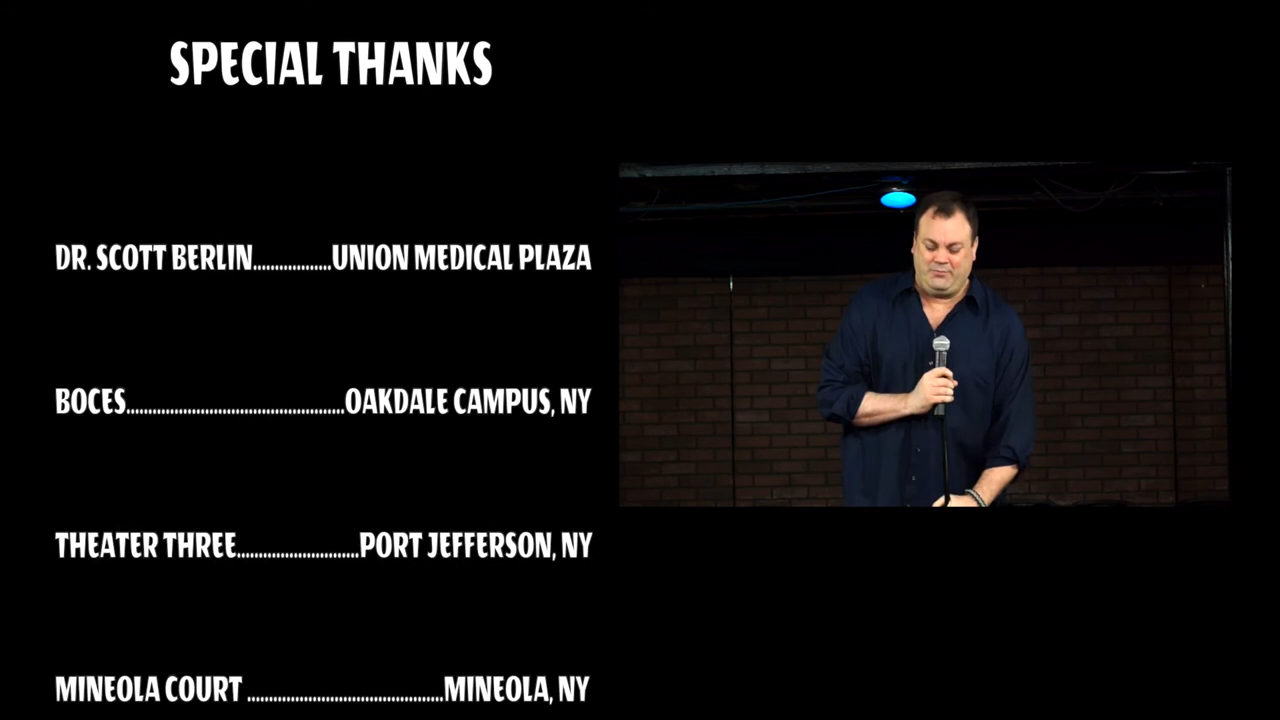 SPECIAL THANKS
DR. SCOTT BERLIN.................UNION MEDICAL PLAZA
BOCES.................................................OAKDALE CAMPUS, NY
THEATER THREE............................PORT JEFFERSON, NY
MINEOLA COURT .............................................MINEOLA, NY